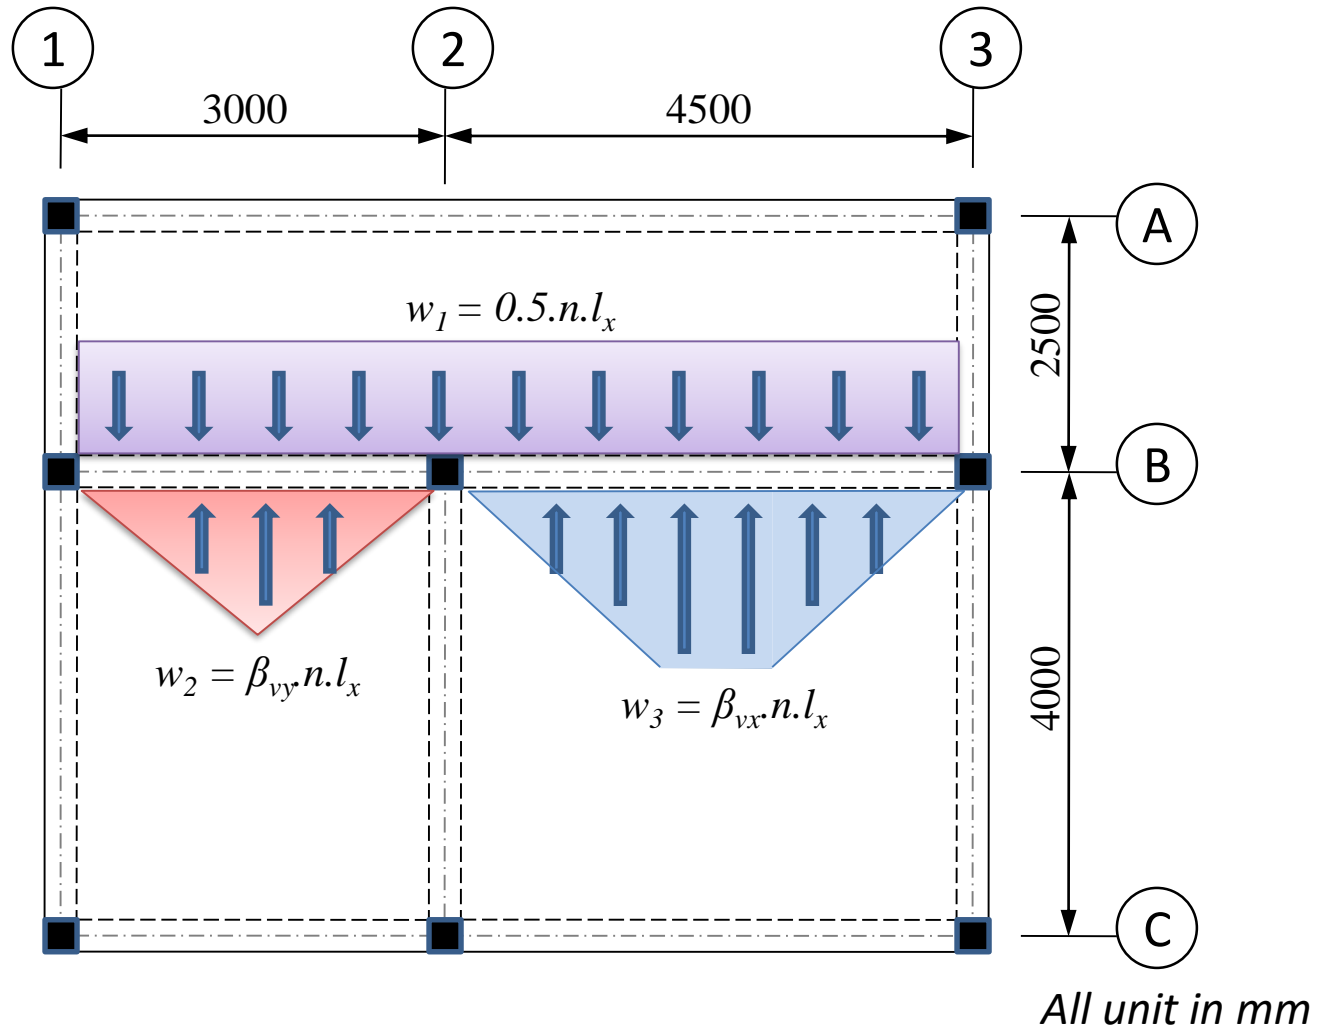 1 2 3
3000 4500
A
w₁ = 0.5.n.lₓ
2500
B
w₂ = βᵥᵧ.n.lₓ
4000
w₃ = βᵥₓ.n.lₓ
C
All unit in mm